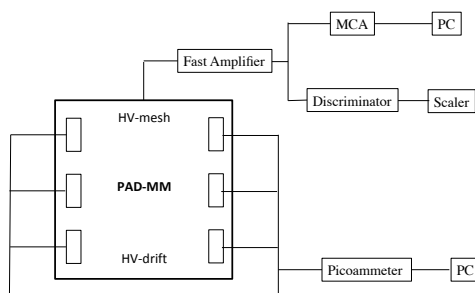 MCA PC
Fast Amplifier
Discriminator Scaler
HV-mesh
PAD-MM
HV-drift
Picoammeter PC